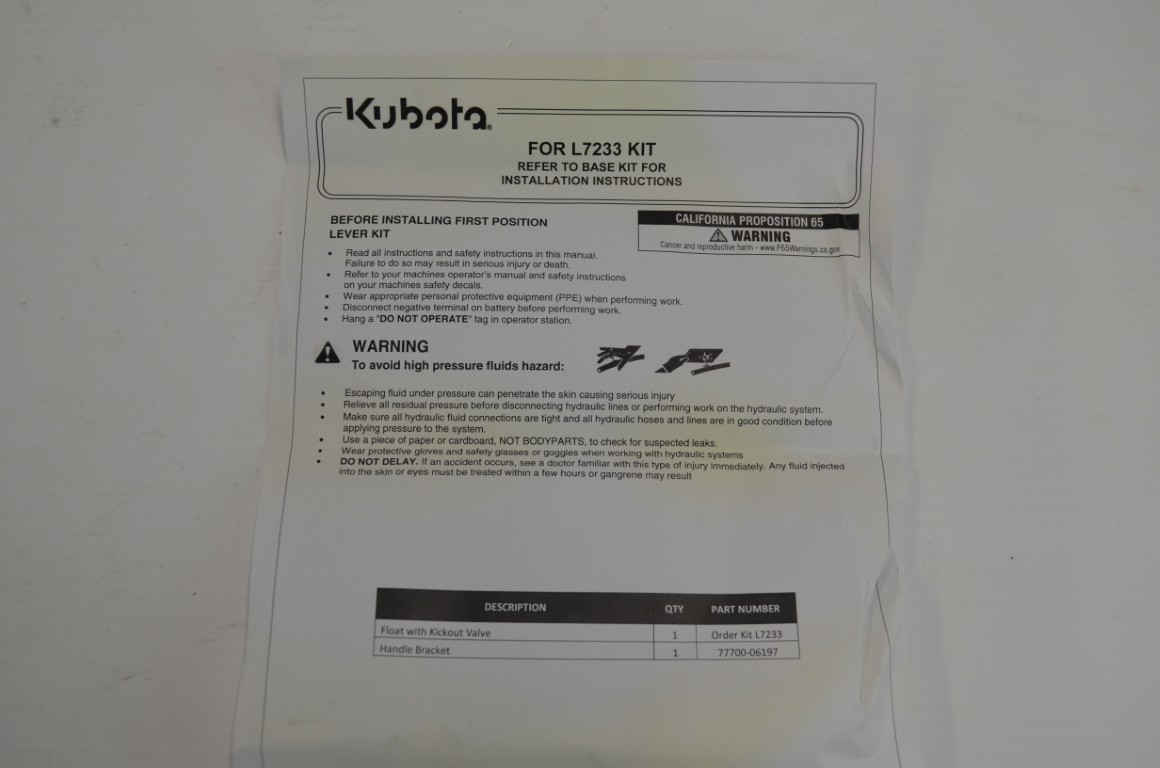 Kubota®
FOR L7233 KIT
REFER TO BASE KIT FOR
INSTALLATION INSTRUCTIONS
BEFORE INSTALLING FIRST POSITION
LEVER KIT
CALIFORNIA PROPOSITION 65
WARNING
Cancer and reproductive harm - www.P65Warnings.ca.gov
• Read all instructions and safety instructions in this manual.
Failure to do so may result in serious injury or death.
• Refer to your machines operator's manual and safety instructions
on your machines safety decals.
• Wear appropriate personal protective equipment (PPE) when performing work.
• Disconnect negative terminal on battery before performing work.
• Hang a "DO NOT OPERATE" tag in operator station.
WARNING
To avoid high pressure fluids hazard:
• Escaping fluid under pressure can penetrate the skin causing serious injury
• Relieve all residual pressure before disconnecting hydraulic lines or performing work on the hydraulic system.
• Make sure all hydraulic fluid connections are tight and all hydraulic hoses and lines are in good condition before
applying pressure to the system.
• Use a piece of paper or cardboard, NOT BODYPARTS, to check for suspected leaks.
• Wear protective gloves and safety glasses or goggles when working with hydraulic systems
• DO NOT DELAY. If an accident occurs, see a doctor familiar with this type of injury immediately. Any fluid injected
into the skin or eyes must be treated within a few hours or gangrene may result
DESCRIPTION QTY PART NUMBER
Float with Kickout Valve 1 Order Kit L7233
Handle Bracket 1 77700-06197